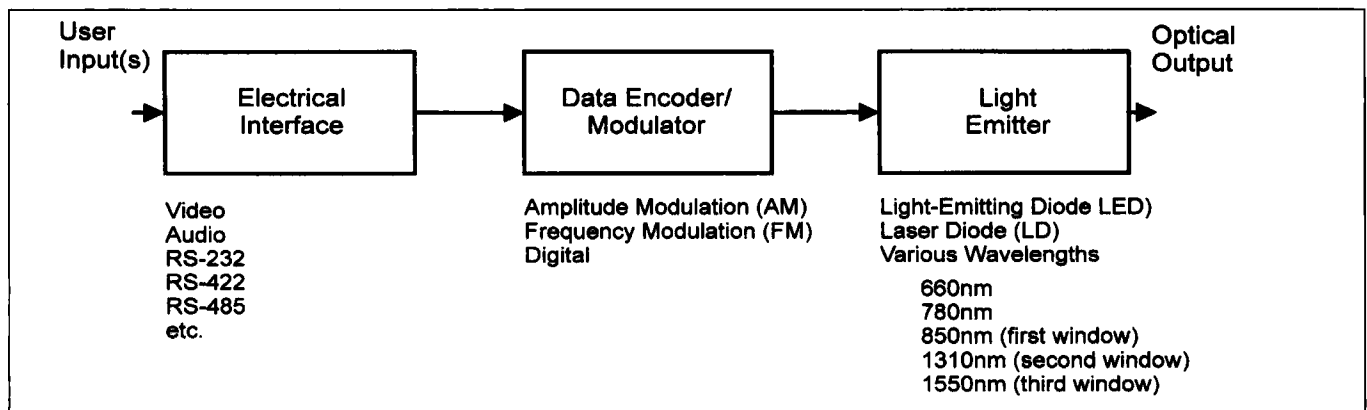 User
Input(s)
Electrical
Interface
Data Encoder/
Modulator
Light
Emitter
Optical
Output
Video
Audio
RS-232
RS-422
RS-485
etc.
Amplitude Modulation (AM)
Frequency Modulation (FM)
Digital
Light-Emitting Diode LED)
Laser Diode (LD)
Various Wavelengths
660nm
780nm
850nm (first window)
1310nm (second window)
1550nm (third window)